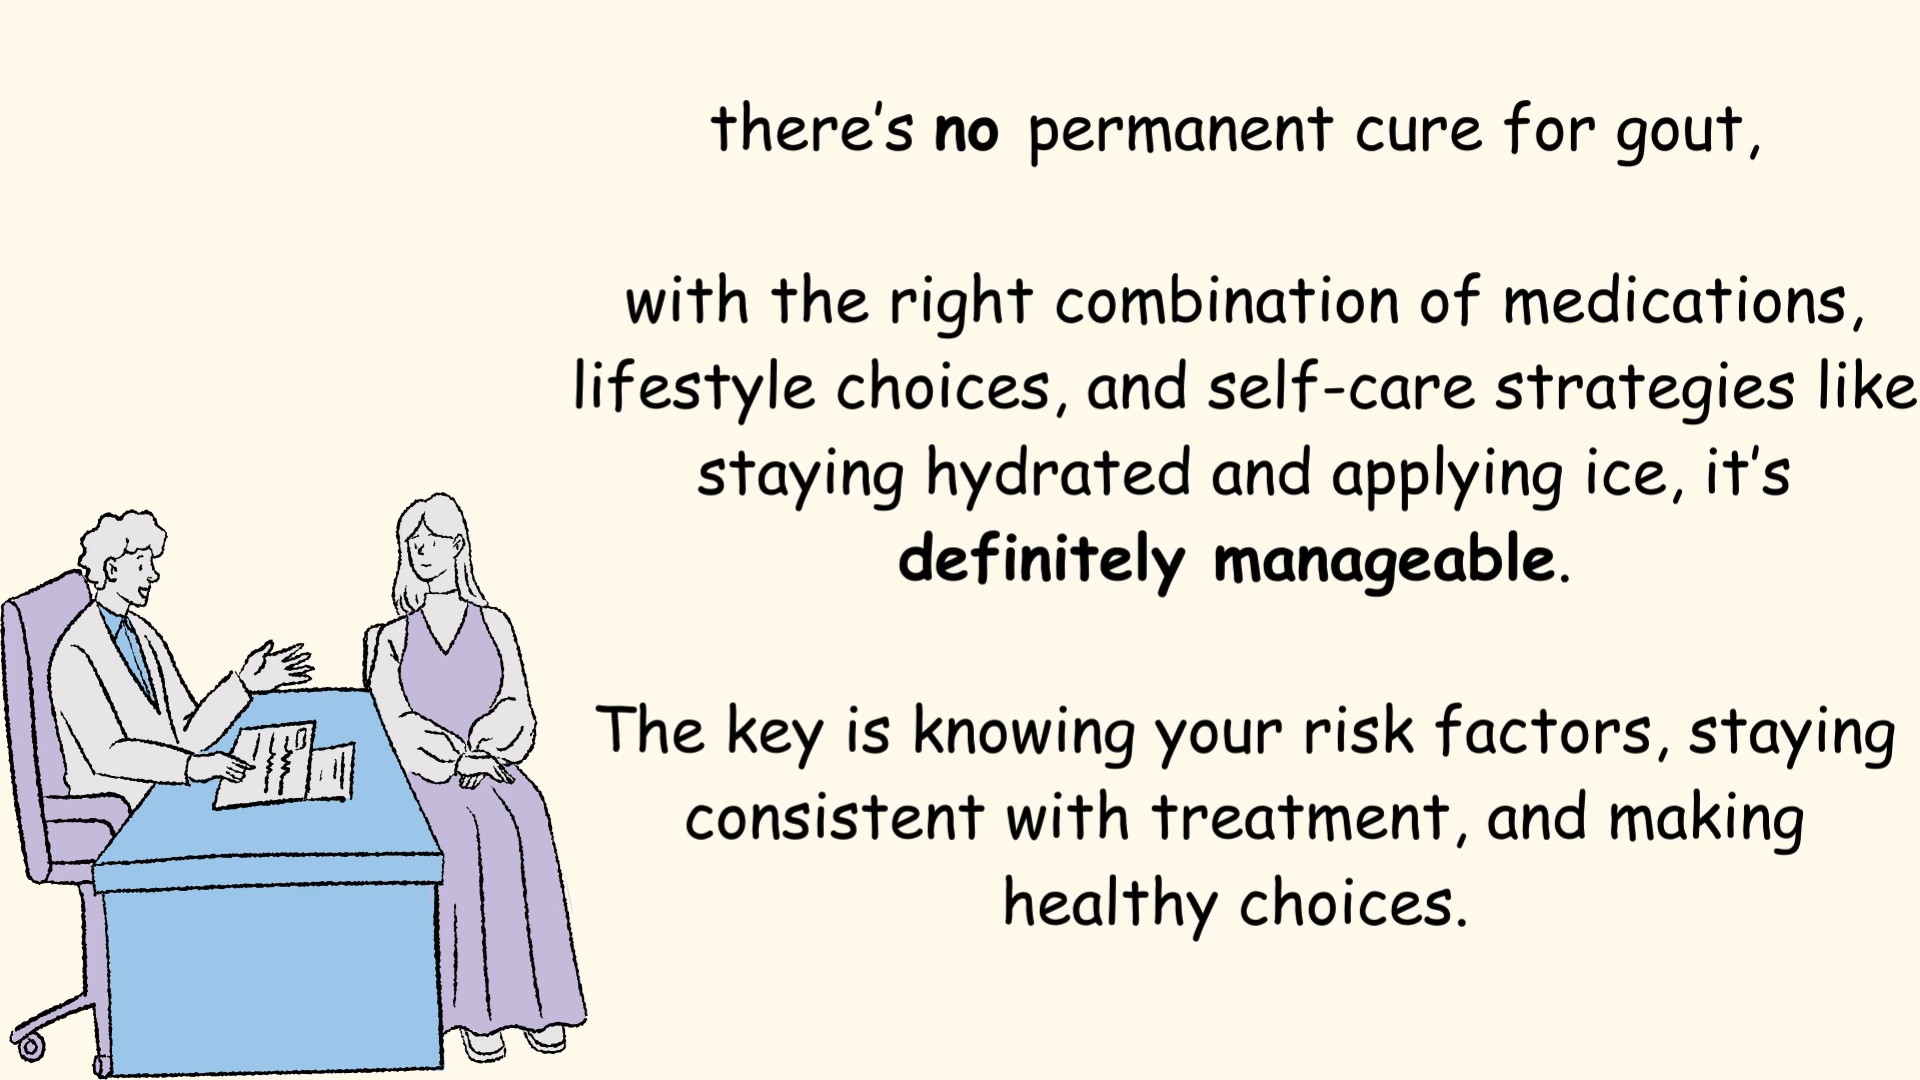 there’s no permanent cure for gout,
with the right combination of medications,
lifestyle choices, and self-care strategies like
staying hydrated and applying ice, it’s
definitely manageable.
The key is knowing your risk factors, staying
consistent with treatment, and making
healthy choices.